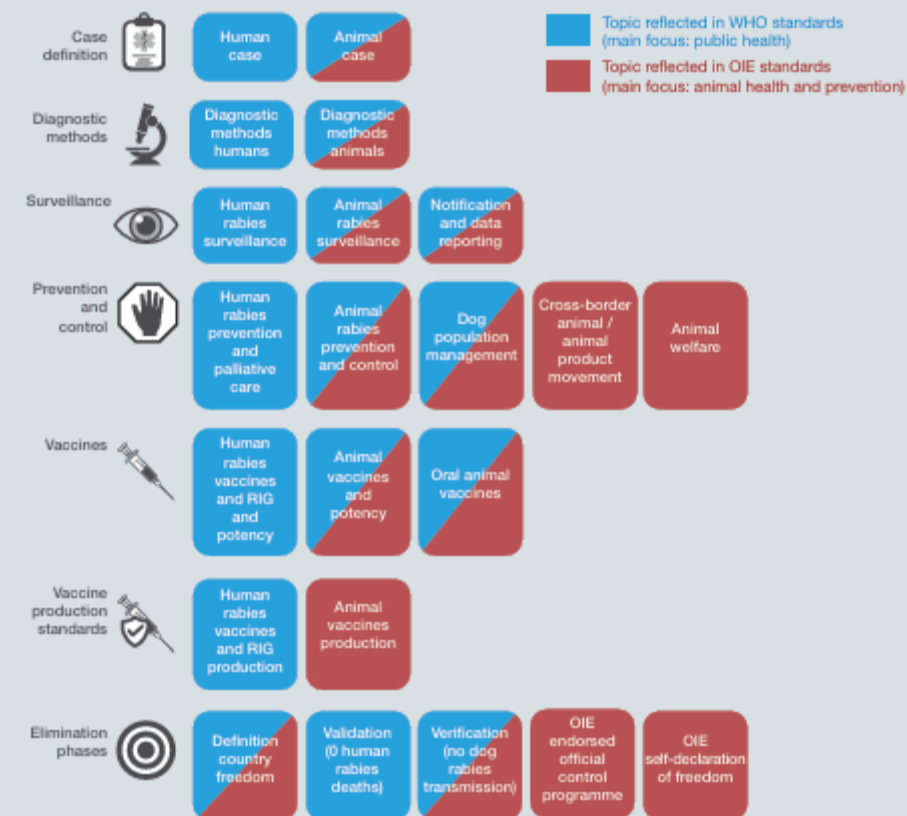 Topic reflected in WHO standards
(main focus: public health)
Topic reflected in OIE standards
(main focus: animal health and prevention)
Case
definition
Human
case
Animal
case
Diagnostic
methods
Diagnostic
methods
humans
Diagnostic
methods
animals
Surveillance
Human
rabies
surveillance
Animal
rabies
surveillance
Notification
and data
reporting
Prevention
and
control
Human
rabies
prevention
and
palliative
care
Animal
rabies
prevention
and control
Dog
population
management
Cross-border
animal /
animal
product
movement
Animal
welfare
Vaccines
Human
rabies
vaccines
and RIG
and
potency
Animal
vaccines
and
potency
Oral animal
vaccines
Vaccine
production
standards
Human
rabies
vaccines
and RIG
production
Animal
vaccines
production
Elimination
phases
Definition
country
freedom
Validation
(0 human
rabies
deaths)
Verification
(no dog
rabies
transmission)
OIE
endorsed
official
control
programme
OIE
self-declaration
of freedom